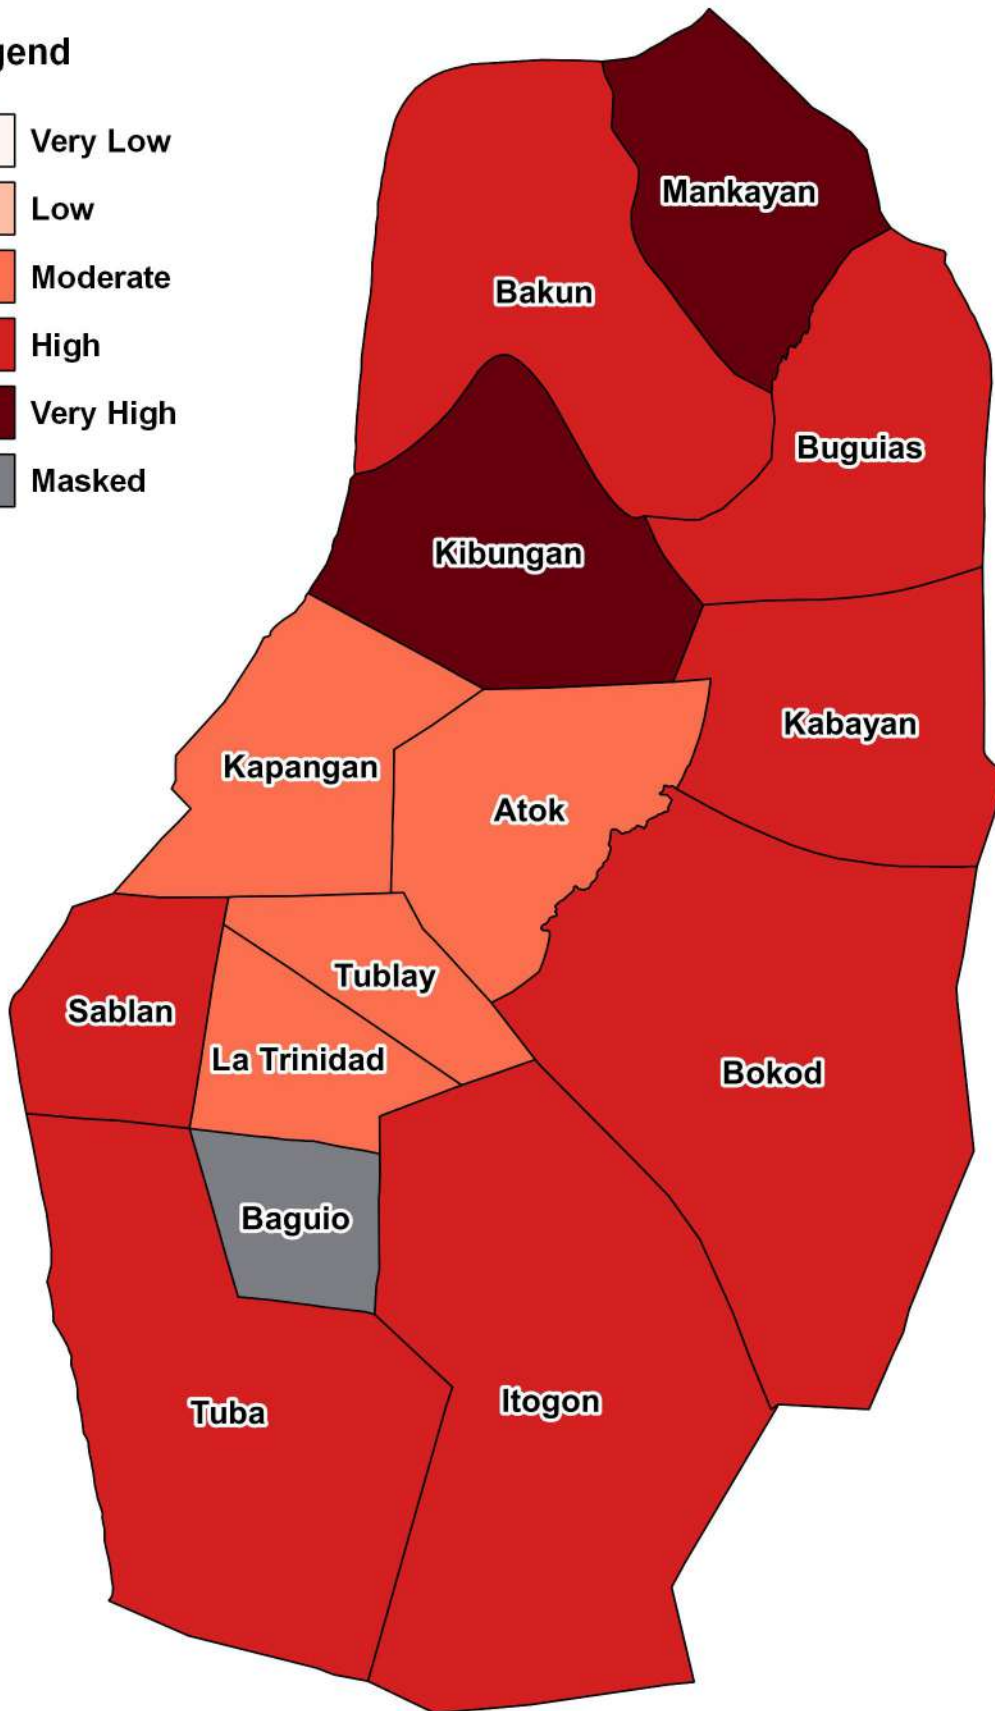 gend
Very Low
Low
Moderate
High
Very High
Masked
Mankayan
Bakun
Buguias
Kibungan
Kabayan
Kapangan
Atok
Tublay
Sablan
La Trinidad
Bokod
Baguio
Itogon
Tuba